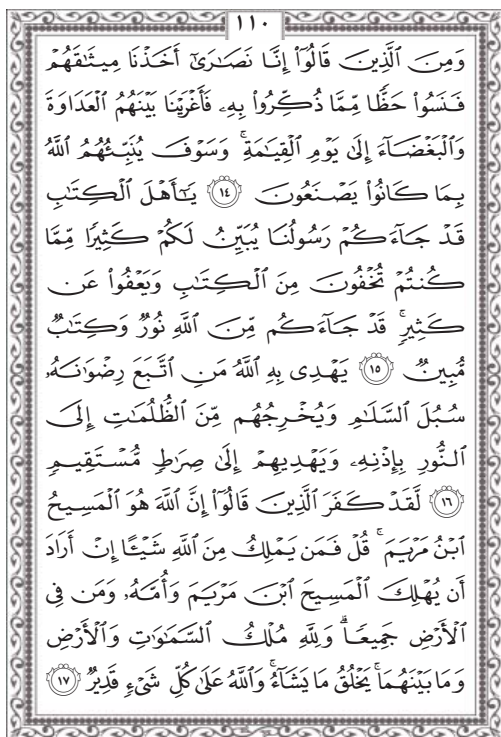 ١١٠
وَمِنَ ٱلَّذِينَ قَالُوٓا۟ إِنَّا نَصَـٰرَىٰٓ أَخَذْنَا مِيثَـٰقَهُمْ
فَنَسُوا۟ حَظًّا مِّمَّا ذُكِّرُوا۟ بِهِۦ فَأَغْرَيْنَا بَيْنَهُمُ ٱلْعَدَاوَةَ
وَٱلْبَغْضَآءَ إِلَىٰ يَوْمِ ٱلْقِيَـٰمَةِ ۚ وَسَوْفَ يُنَبِّئُهُمُ ٱللَّهُ
بِمَا كَانُوا۟ يَصْنَعُونَ ١٤ يَـٰٓأَهْلَ ٱلْكِتَـٰبِ
قَدْ جَآءَكُمْ رَسُولُنَا يُبَيِّنُ لَكُمْ كَثِيرًا مِّمَّا
كُنتُمْ تُخْفُونَ مِنَ ٱلْكِتَـٰبِ وَيَعْفُوا۟ عَن
كَثِيرٍ ۚ قَدْ جَآءَكُم مِّنَ ٱللَّهِ نُورٌ وَكِتَـٰبٌ
مُّبِينٌ ١٥ يَهْدِى بِهِ ٱللَّهُ مَنِ ٱتَّبَعَ رِضْوَٰنَهُۥ
سُبُلَ ٱلسَّلَـٰمِ وَيُخْرِجُهُم مِّنَ ٱلظُّلُمَـٰتِ إِلَى
ٱلنُّورِ بِإِذْنِهِۦ وَيَهْدِيهِمْ إِلَىٰ صِرَٰطٍ مُّسْتَقِيمٍ
١٦ لَّقَدْ كَفَرَ ٱلَّذِينَ قَالُوٓا۟ إِنَّ ٱللَّهَ هُوَ ٱلْمَسِيحُ
ٱبْنُ مَرْيَمَ ۚ قُلْ فَمَن يَمْلِكُ مِنَ ٱللَّهِ شَيْـًٔا إِنْ أَرَادَ
أَن يُهْلِكَ ٱلْمَسِيحَ ٱبْنَ مَرْيَمَ وَأُمَّهُۥ وَمَن فِى
ٱلْأَرْضِ جَمِيعًا ۗ وَلِلَّهِ مُلْكُ ٱلسَّمَـٰوَٰتِ وَٱلْأَرْضِ
وَمَا بَيْنَهُمَا ۚ يَخْلُقُ مَا يَشَآءُ ۚ وَٱللَّهُ عَلَىٰ كُلِّ شَىْءٍ قَدِيرٌ ١٧